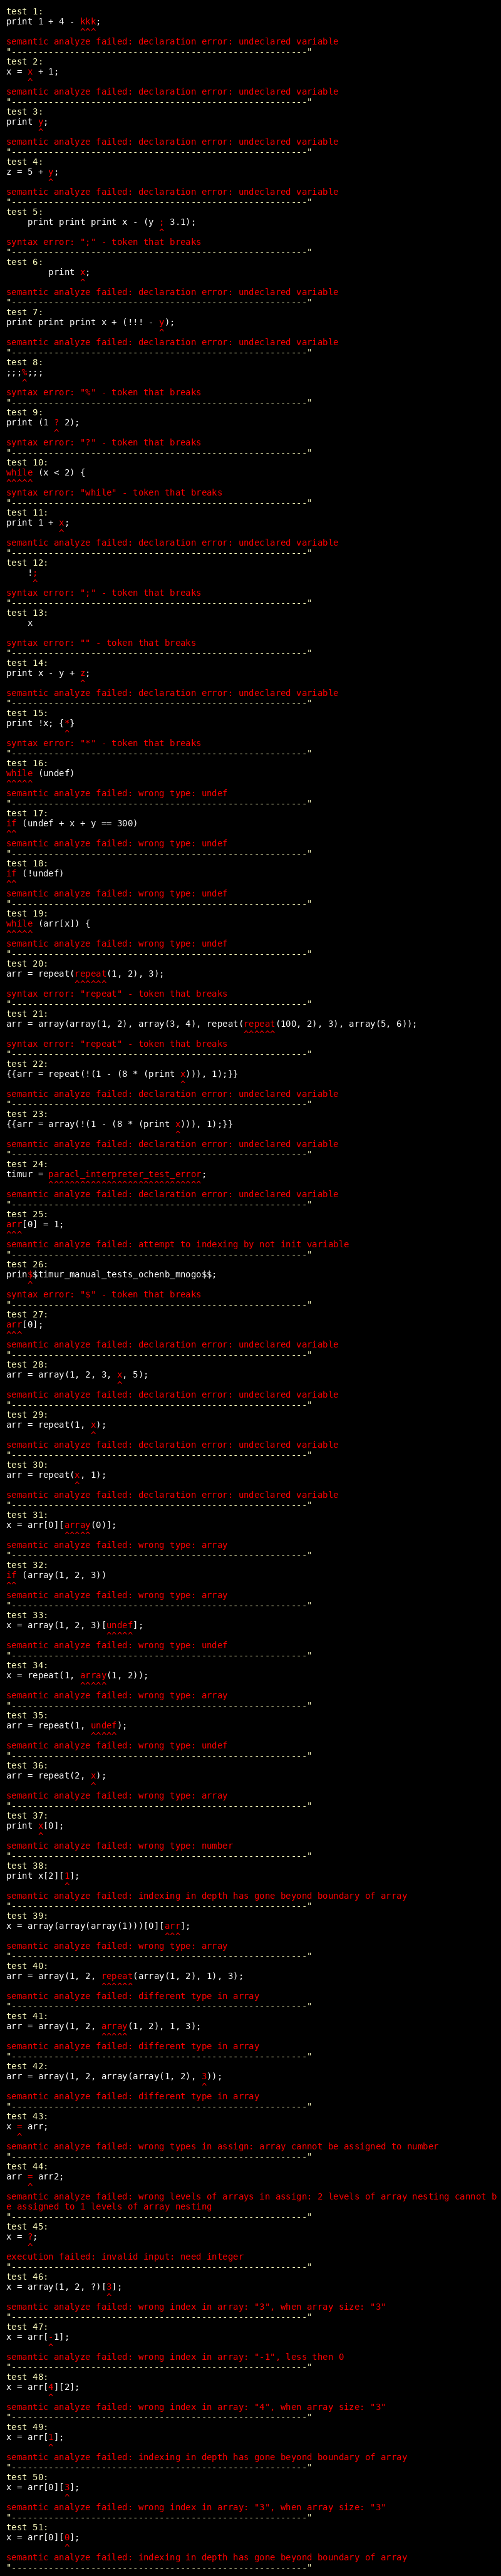 test 1:
print 1 + 4 - kkk;
^^^
semantic analyze failed: declaration error: undeclared variable
"--------------------------------------------------------"
test 2:
x = x + 1;
^
semantic analyze failed: declaration error: undeclared variable
"--------------------------------------------------------"
test 3:
print y;
^
semantic analyze failed: declaration error: undeclared variable
"--------------------------------------------------------"
test 4:
z = 5 + y;
^
semantic analyze failed: declaration error: undeclared variable
"--------------------------------------------------------"
test 5:
print print print x - (y ; 3.1);
^
syntax error: ";" - token that breaks
"--------------------------------------------------------"
test 6:
print x;
^
semantic analyze failed: declaration error: undeclared variable
"--------------------------------------------------------"
test 7:
print print print x + (!!! - y);
^
semantic analyze failed: declaration error: undeclared variable
"--------------------------------------------------------"
test 8:
;;;%;;;
^
syntax error: "%" - token that breaks
"--------------------------------------------------------"
test 9:
print (1 ? 2);
^
syntax error: "?" - token that breaks
"--------------------------------------------------------"
test 10:
while (x < 2) {
^^^^^
syntax error: "while" - token that breaks
"--------------------------------------------------------"
test 11:
print 1 + x;
^
semantic analyze failed: declaration error: undeclared variable
"--------------------------------------------------------"
test 12:
!;
^
syntax error: ";" - token that breaks
"--------------------------------------------------------"
test 13:
x
syntax error: "" - token that breaks
"--------------------------------------------------------"
test 14:
print x - y + z;
^
semantic analyze failed: declaration error: undeclared variable
"--------------------------------------------------------"
test 15:
print !x; {*}
^
syntax error: "*" - token that breaks
"--------------------------------------------------------"
test 16:
while (undef)
^^^^^
semantic analyze failed: wrong type: undef
"--------------------------------------------------------"
test 17:
if (undef + x + y == 300)
^^
semantic analyze failed: wrong type: undef
"--------------------------------------------------------"
test 18:
if (!undef)
^^
semantic analyze failed: wrong type: undef
"--------------------------------------------------------"
test 19:
while (arr[x]) {
^^^^^
semantic analyze failed: wrong type: undef
"--------------------------------------------------------"
test 20:
arr = repeat(repeat(1, 2), 3);
^^^^^^
syntax error: "repeat" - token that breaks
"--------------------------------------------------------"
test 21:
arr = array(array(1, 2), array(3, 4), repeat(repeat(100, 2), 3), array(5, 6));
^^^^^^
syntax error: "repeat" - token that breaks
"--------------------------------------------------------"
test 22:
{{arr = repeat(!(1 - (8 * (print x))), 1);}}
^
semantic analyze failed: declaration error: undeclared variable
"--------------------------------------------------------"
test 23:
{{arr = array(!(1 - (8 * (print x))), 1);}}
^
semantic analyze failed: declaration error: undeclared variable
"--------------------------------------------------------"
test 24:
timur = paracl_interpreter_test_error;
^^^^^^^^^^^^^^^^^^^^^^^^^^^^^
semantic analyze failed: declaration error: undeclared variable
"--------------------------------------------------------"
test 25:
arr[0] = 1;
^^^
semantic analyze failed: attempt to indexing by not init variable
"--------------------------------------------------------"
test 26:
prin$$timur_manual_tests_ochenb_mnogo$$;
^
syntax error: "$" - token that breaks
"--------------------------------------------------------"
test 27:
arr[0];
^^^
semantic analyze failed: declaration error: undeclared variable
"--------------------------------------------------------"
test 28:
arr = array(1, 2, 3, x, 5);
^
semantic analyze failed: declaration error: undeclared variable
"--------------------------------------------------------"
test 29:
arr = repeat(1, x);
^
semantic analyze failed: declaration error: undeclared variable
"--------------------------------------------------------"
test 30:
arr = repeat(x, 1);
^
semantic analyze failed: declaration error: undeclared variable
"--------------------------------------------------------"
test 31:
x = arr[0][array(0)];
^^^^^
semantic analyze failed: wrong type: array
"--------------------------------------------------------"
test 32:
if (array(1, 2, 3))
^^
semantic analyze failed: wrong type: array
"--------------------------------------------------------"
test 33:
x = array(1, 2, 3)[undef];
^^^^^
semantic analyze failed: wrong type: undef
"--------------------------------------------------------"
test 34:
x = repeat(1, array(1, 2));
^^^^^
semantic analyze failed: wrong type: array
"--------------------------------------------------------"
test 35:
arr = repeat(1, undef);
^^^^^
semantic analyze failed: wrong type: undef
"--------------------------------------------------------"
test 36:
arr = repeat(2, x);
^
semantic analyze failed: wrong type: array
"--------------------------------------------------------"
test 37:
print x[0];
^
semantic analyze failed: wrong type: number
"--------------------------------------------------------"
test 38:
print x[2][1];
^
semantic analyze failed: indexing in depth has gone beyond boundary of array
"--------------------------------------------------------"
test 39:
x = array(array(array(1)))[0][arr];
^^^
semantic analyze failed: wrong type: array
"--------------------------------------------------------"
test 40:
arr = array(1, 2, repeat(array(1, 2), 1), 3);
^^^^^^
semantic analyze failed: different type in array
"--------------------------------------------------------"
test 41:
arr = array(1, 2, array(1, 2), 1, 3);
^^^^^
semantic analyze failed: different type in array
"--------------------------------------------------------"
test 42:
arr = array(1, 2, array(array(1, 2), 3));
^
semantic analyze failed: different type in array
"--------------------------------------------------------"
test 43:
x = arr;
^
semantic analyze failed: wrong types in assign: array cannot be assigned to number
"--------------------------------------------------------"
test 44:
arr = arr2;
^
semantic analyze failed: wrong levels of arrays in assign: 2 levels of array nesting cannot b
e assigned to 1 levels of array nesting
"--------------------------------------------------------"
test 45:
x = ?;
^
execution failed: invalid input: need integer
"--------------------------------------------------------"
test 46:
x = array(1, 2, ?)[3];
^
semantic analyze failed: wrong index in array: "3", when array size: "3"
"--------------------------------------------------------"
test 47:
x = arr[-1];
^
semantic analyze failed: wrong index in array: "-1", less then 0
"--------------------------------------------------------"
test 48:
x = arr[4][2];
^
semantic analyze failed: wrong index in array: "4", when array size: "3"
"--------------------------------------------------------"
test 49:
x = arr[1];
^
semantic analyze failed: indexing in depth has gone beyond boundary of array
"--------------------------------------------------------"
test 50:
x = arr[0][3];
^
semantic analyze failed: wrong index in array: "3", when array size: "3"
"--------------------------------------------------------"
test 51:
x = arr[0][0];
^
semantic analyze failed: indexing in depth has gone beyond boundary of array
"--------------------------------------------------------"